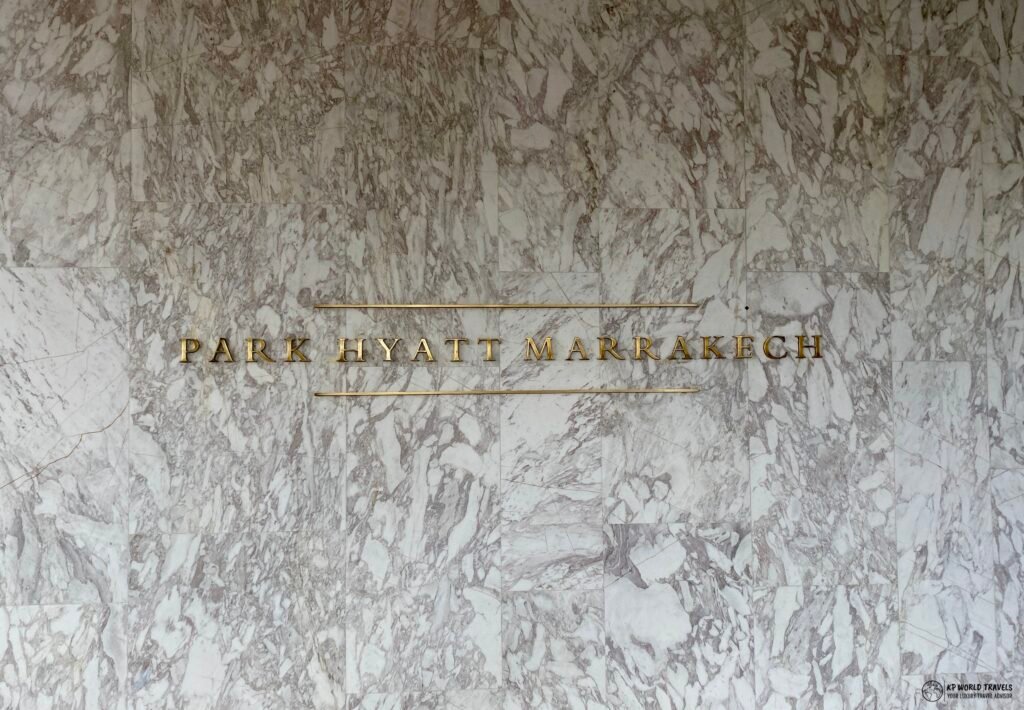 PARK HYATT MARRAKECH
KP WORLD TRAVELS
YOUR LUXURY TRAVEL ADVISOR